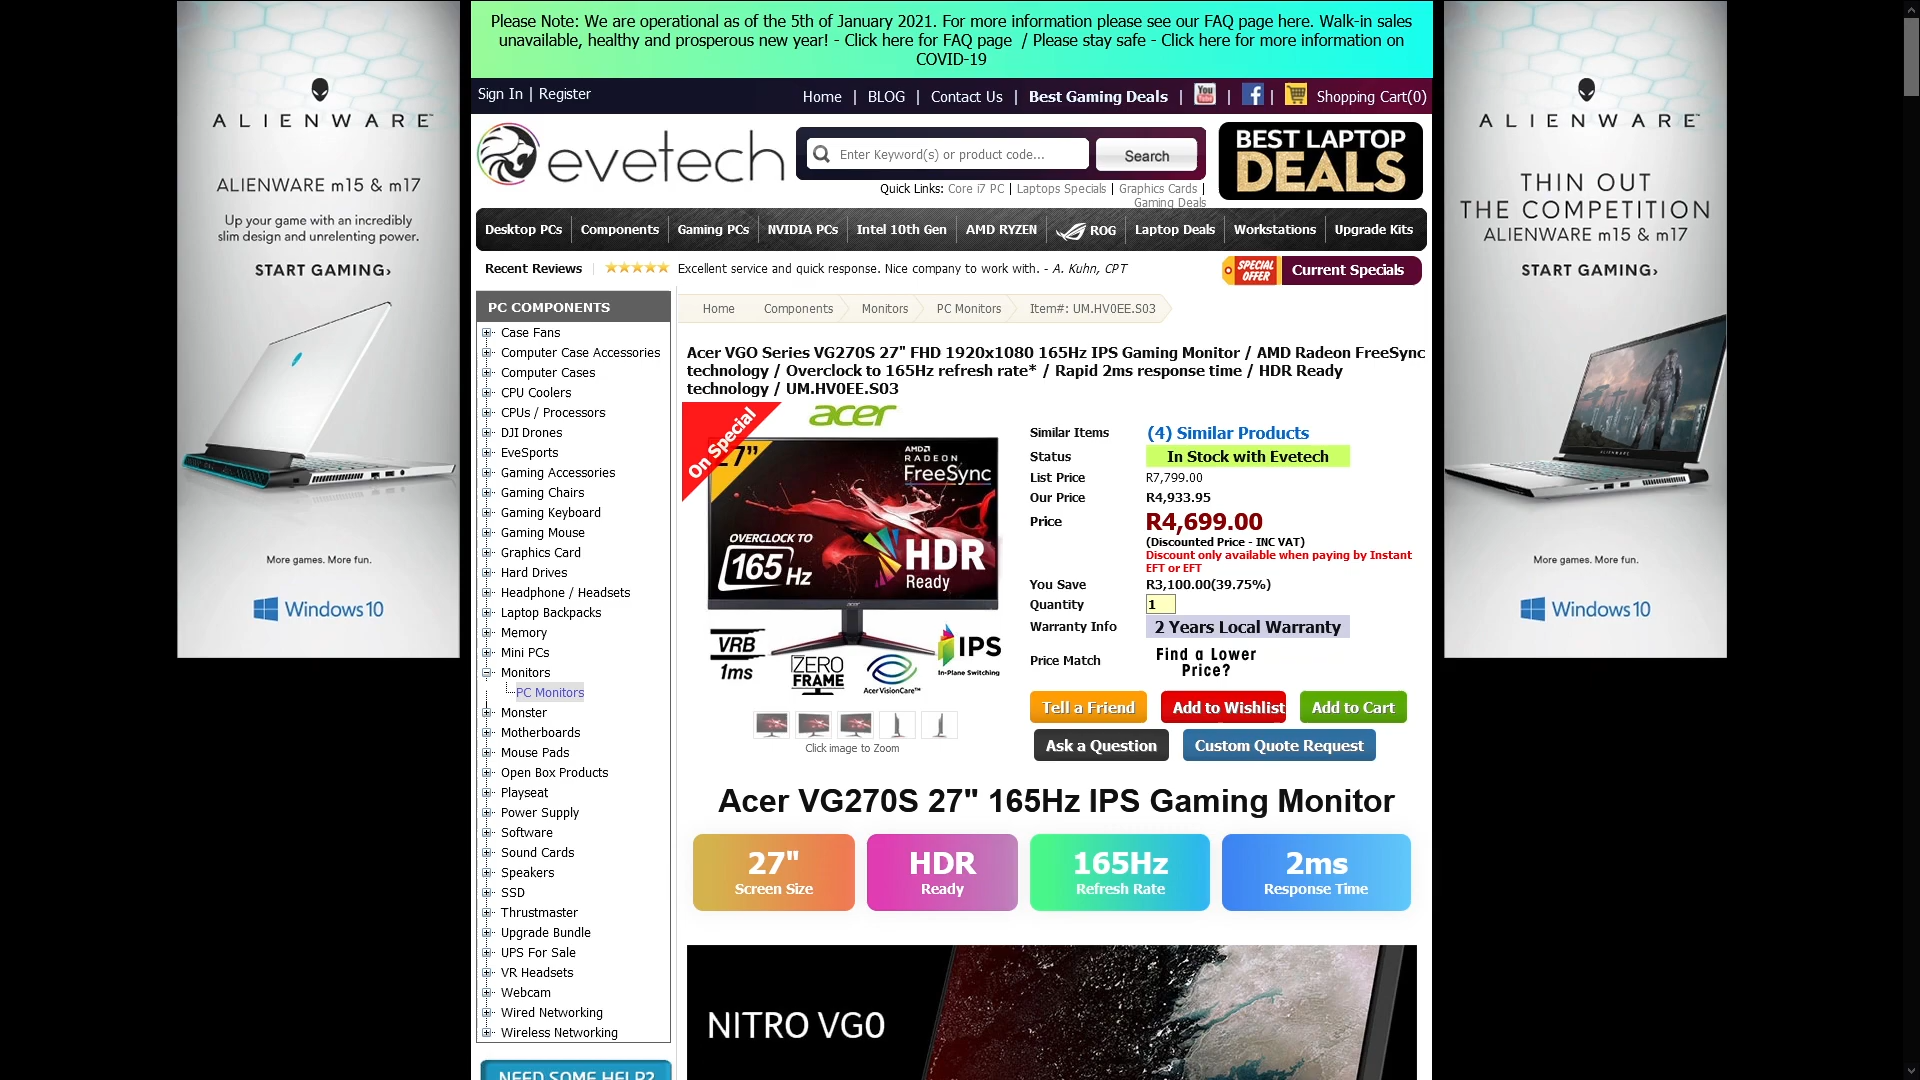 Please Note: We are operational as of the 5th of January 2021. For more information please see our FAQ page here. Walk-in sales
unavailable, healthy and prosperous new year! - Click here for FAQ page / Please stay safe - Click here for more information on
COVID-19
Sign In | Register
Home | BLOG | Contact Us | Best Gaming Deals | You Tube | f | Shopping Cart(0)
evetech
Enter Keyword(s) or product code...
Search
Quick Links: Core i7 PC | Laptops Specials | Graphics Cards |
Gaming Deals
BEST LAPTOP
DEALS
Desktop PCs
Components
Gaming PCs
NVIDIA PCs
Intel 10th Gen
AMD RYZEN
ROG
Laptop Deals
Workstations
Upgrade Kits
Recent Reviews
Excellent service and quick response. Nice company to work with. - A. Kuhn, CPT
SPECIAL
OFFER
Current Specials
ALIENWARE
ALIENWARE m15 & m17
Up your game with an incredibly
slim design and unrelenting power.
START GAMING›
More games. More fun.
Windows 10
PC COMPONENTS
Case Fans
Computer Case Accessories
Computer Cases
CPU Coolers
CPUs / Processors
DJI Drones
EveSports
Gaming Accessories
Gaming Chairs
Gaming Keyboard
Gaming Mouse
Graphics Card
Hard Drives
Headphone / Headsets
Laptop Backpacks
Memory
Mini PCs
Monitors
PC Monitors
Monster
Motherboards
Mouse Pads
Open Box Products
Playseat
Power Supply
Software
Sound Cards
Speakers
SSD
Thrustmaster
Upgrade Bundle
UPS For Sale
VR Headsets
Webcam
Wired Networking
Wireless Networking
NEED SOME HELP?
Home
Components
Monitors
PC Monitors
Item#: UM.HV0EE.S03
Acer VGO Series VG270S 27" FHD 1920x1080 165Hz IPS Gaming Monitor / AMD Radeon FreeSync
technology / Overclock to 165Hz refresh rate* / Rapid 2ms response time / HDR Ready
technology / UM.HV0EE.S03
On Special
acer
27"
AMD
RADEON
FreeSync
OVERCLOCK TO
165 Hz
HDR
Ready
acer
VRB
1ms
ZERO
FRAME
Acer VisionCare™
IPS
In-Plane Switching
Click image to Zoom
Similar Items (4) Similar Products
Status In Stock with Evetech
List Price R7,799.00
Our Price R4,933.95
Price R4,699.00
(Discounted Price - INC VAT)
Discount only available when paying by Instant
EFT or EFT
You Save R3,100.00(39.75%)
Quantity 1
Warranty Info 2 Years Local Warranty
Price Match Find a Lower
Price?
Tell a Friend
Add to Wishlist
Add to Cart
Ask a Question
Custom Quote Request
Acer VG270S 27" 165Hz IPS Gaming Monitor
27"
Screen Size
HDR
Ready
165Hz
Refresh Rate
2ms
Response Time
NITRO VG0
ALIENWARE
THIN OUT
THE COMPETITION
ALIENWARE m15 & m17
START GAMING›
ALIENWARE
More games. More fun.
Windows 10